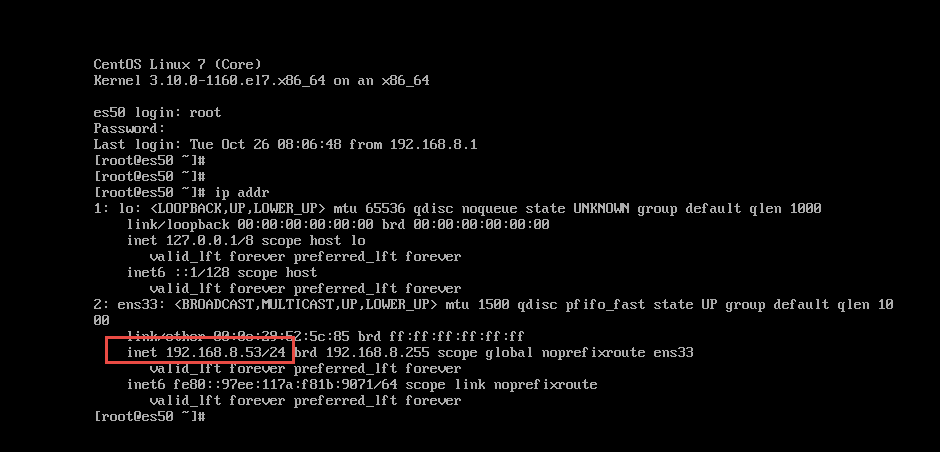 CentOS Linux 7 (Core)
Kernel 3.10.0-1160.el7.x86_64 on an x86_64
es50 login: root
Password:
Last login: Tue Oct 26 08:06:48 from 192.168.8.1
[root@es50 ~]#
[root@es50 ~]#
[root@es50 ~]# ip addr
1: lo: <LOOPBACK,UP,LOWER_UP> mtu 65536 qdisc noqueue state UNKNOWN group default qlen 1000
link/loopback 00:00:00:00:00:00 brd 00:00:00:00:00:00
inet 127.0.0.1/8 scope host lo
valid_lft forever preferred_lft forever
inet6 ::1/128 scope host
valid_lft forever preferred_lft forever
2: ens33: <BROADCAST,MULTICAST,UP,LOWER_UP> mtu 1500 qdisc pfifo_fast state UP group default qlen 10
00
link/ether 00:0c:29:52:5c:85 brd ff:ff:ff:ff:ff:ff
inet 192.168.8.53/24 brd 192.168.8.255 scope global noprefixroute ens33
valid_lft forever preferred_lft forever
inet6 fe80::97ee:117a:f81b:9071/64 scope link noprefixroute
valid_lft forever preferred_lft forever
[root@es50 ~]#